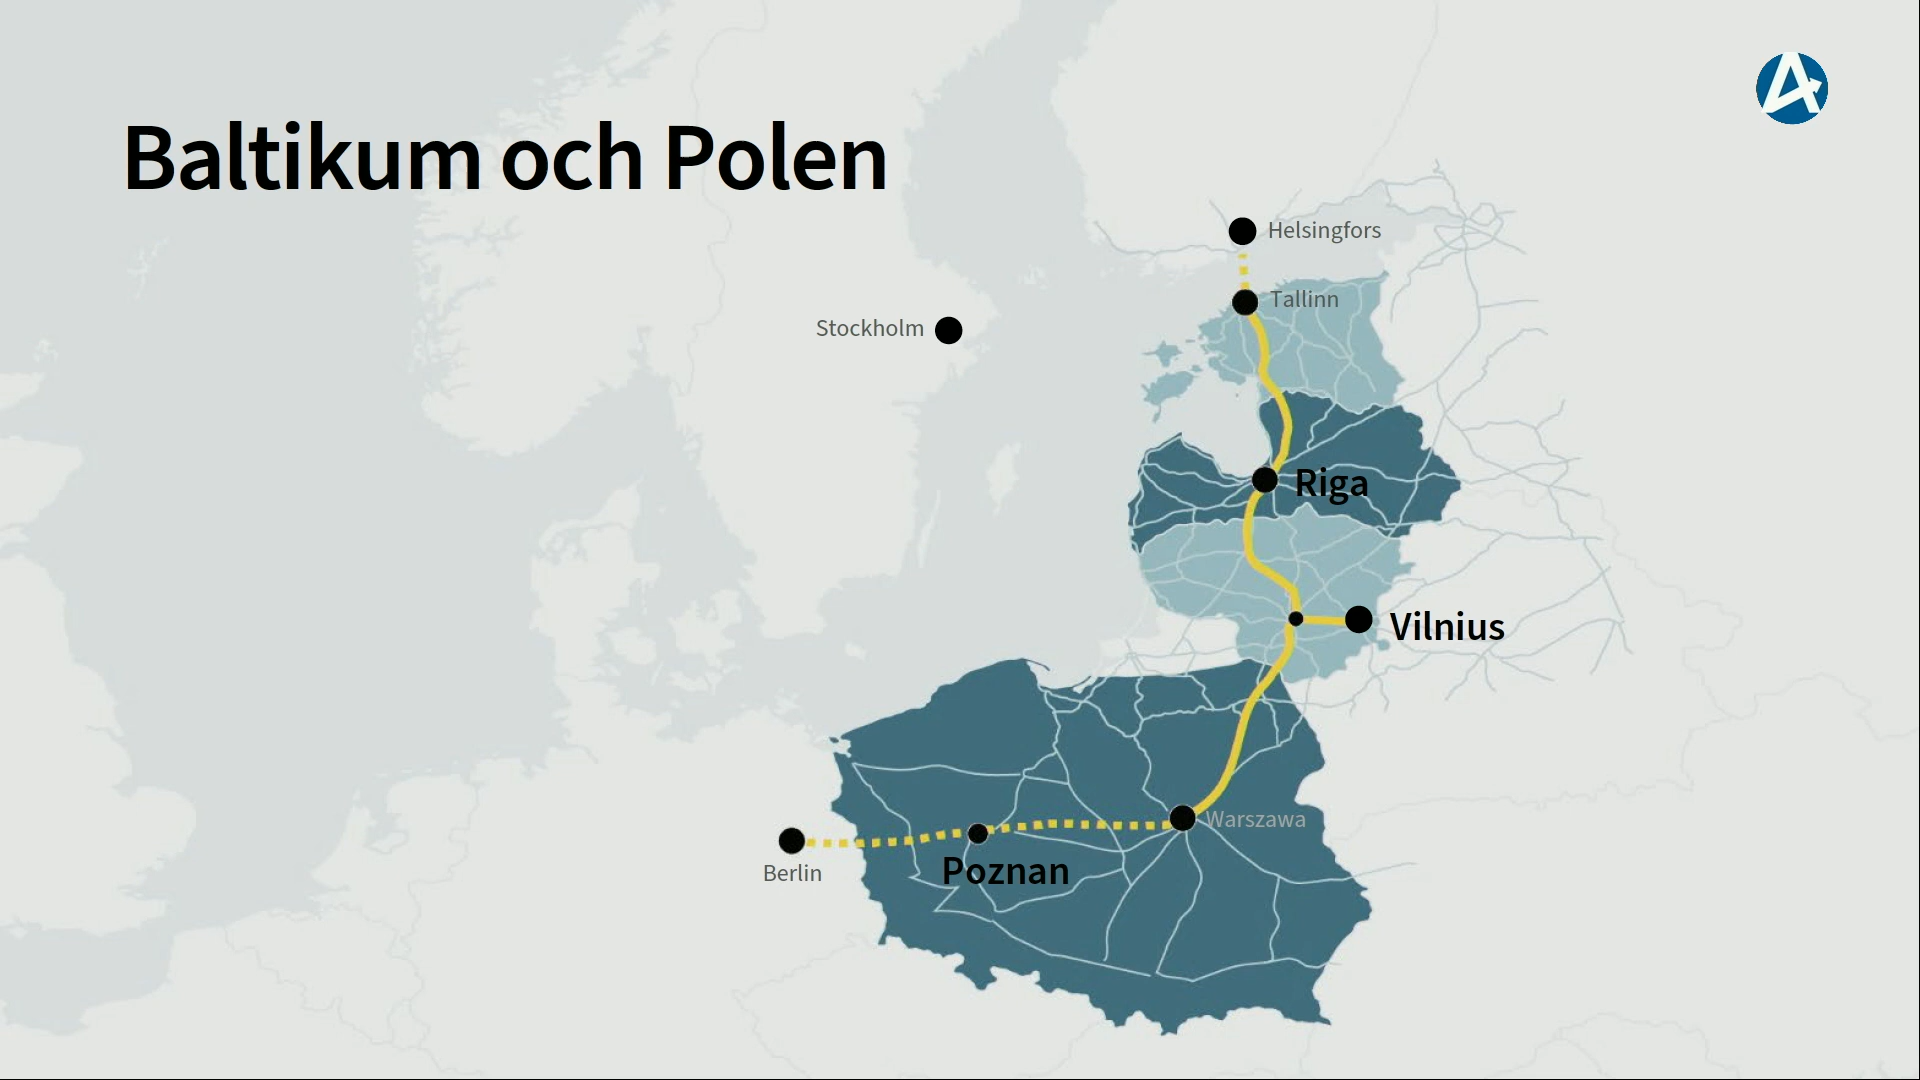 Baltikum och Polen
Helsingfors
Tallinn
Stockholm
Riga
Vilnius
Warszawa
Poznan
Berlin